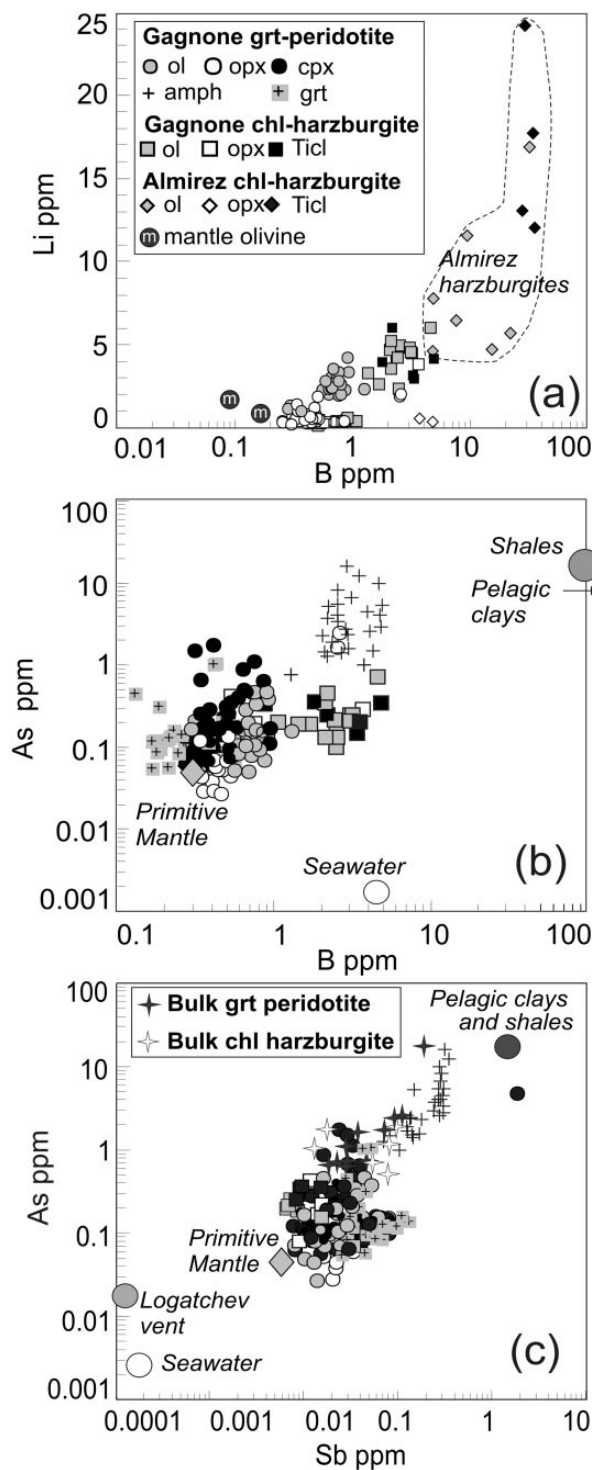 25
20
15
10
5
0
Li ppm
Gagnone grt-peridotite
ol opx cpx
amph grt
Gagnone chl-harzburgite
ol opx Ticl
Almirez chl-harzburgite
ol opx Ticl
m mantle olivine
Almirez
harzburgites
m
m
(a)
0.01 0.1 1 10 100
B ppm
100
10
1
0.1
0.01
0.001
As ppm
Shales
Pelagic
clays
Primitive
Mantle
Seawater
(b)
0.1 1 10 100
B ppm
100
10
1
0.1
0.01
0.001
As ppm
Bulk grt peridotite
Bulk chl harzburgite
Pelagic clays
and shales
Primitive
Mantle
Logatchev
vent
Seawater
(c)
0.0001 0.001 0.01 0.1 1 10
Sb ppm